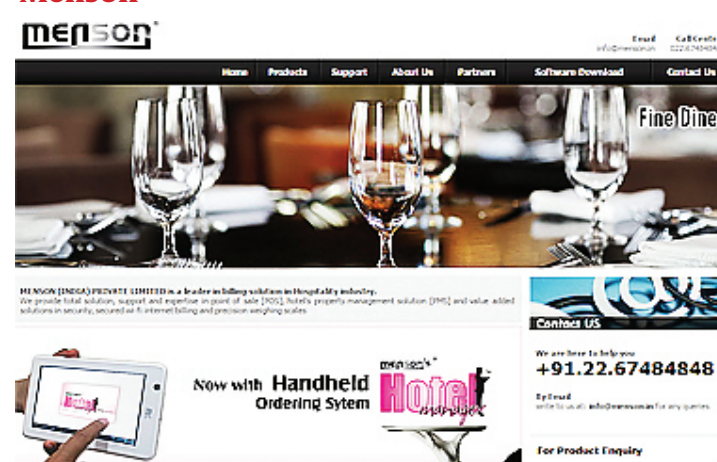 menson
Email Call Centre
info@menson.in 022.6748484
Home Products Support About Us Partners Software Download Contact Us
Fine Dine
MENSON (INDIA) PRIVATE LIMITED is a leader in billing solution in Hospitality industry.
We provide total solution, support and expertise in point of sale [POS], hotel's property management solution [PMS] and value added
solutions in security, secured wi-fi internet billing and precision weighing scales.
Contact US
We are here to help you
+91.22.67484848
By Email
write to us at: info@menson.in for any queries
Now with Handheld
Ordering Sytem
menson's
Hotel
manager
For Product Enquiry